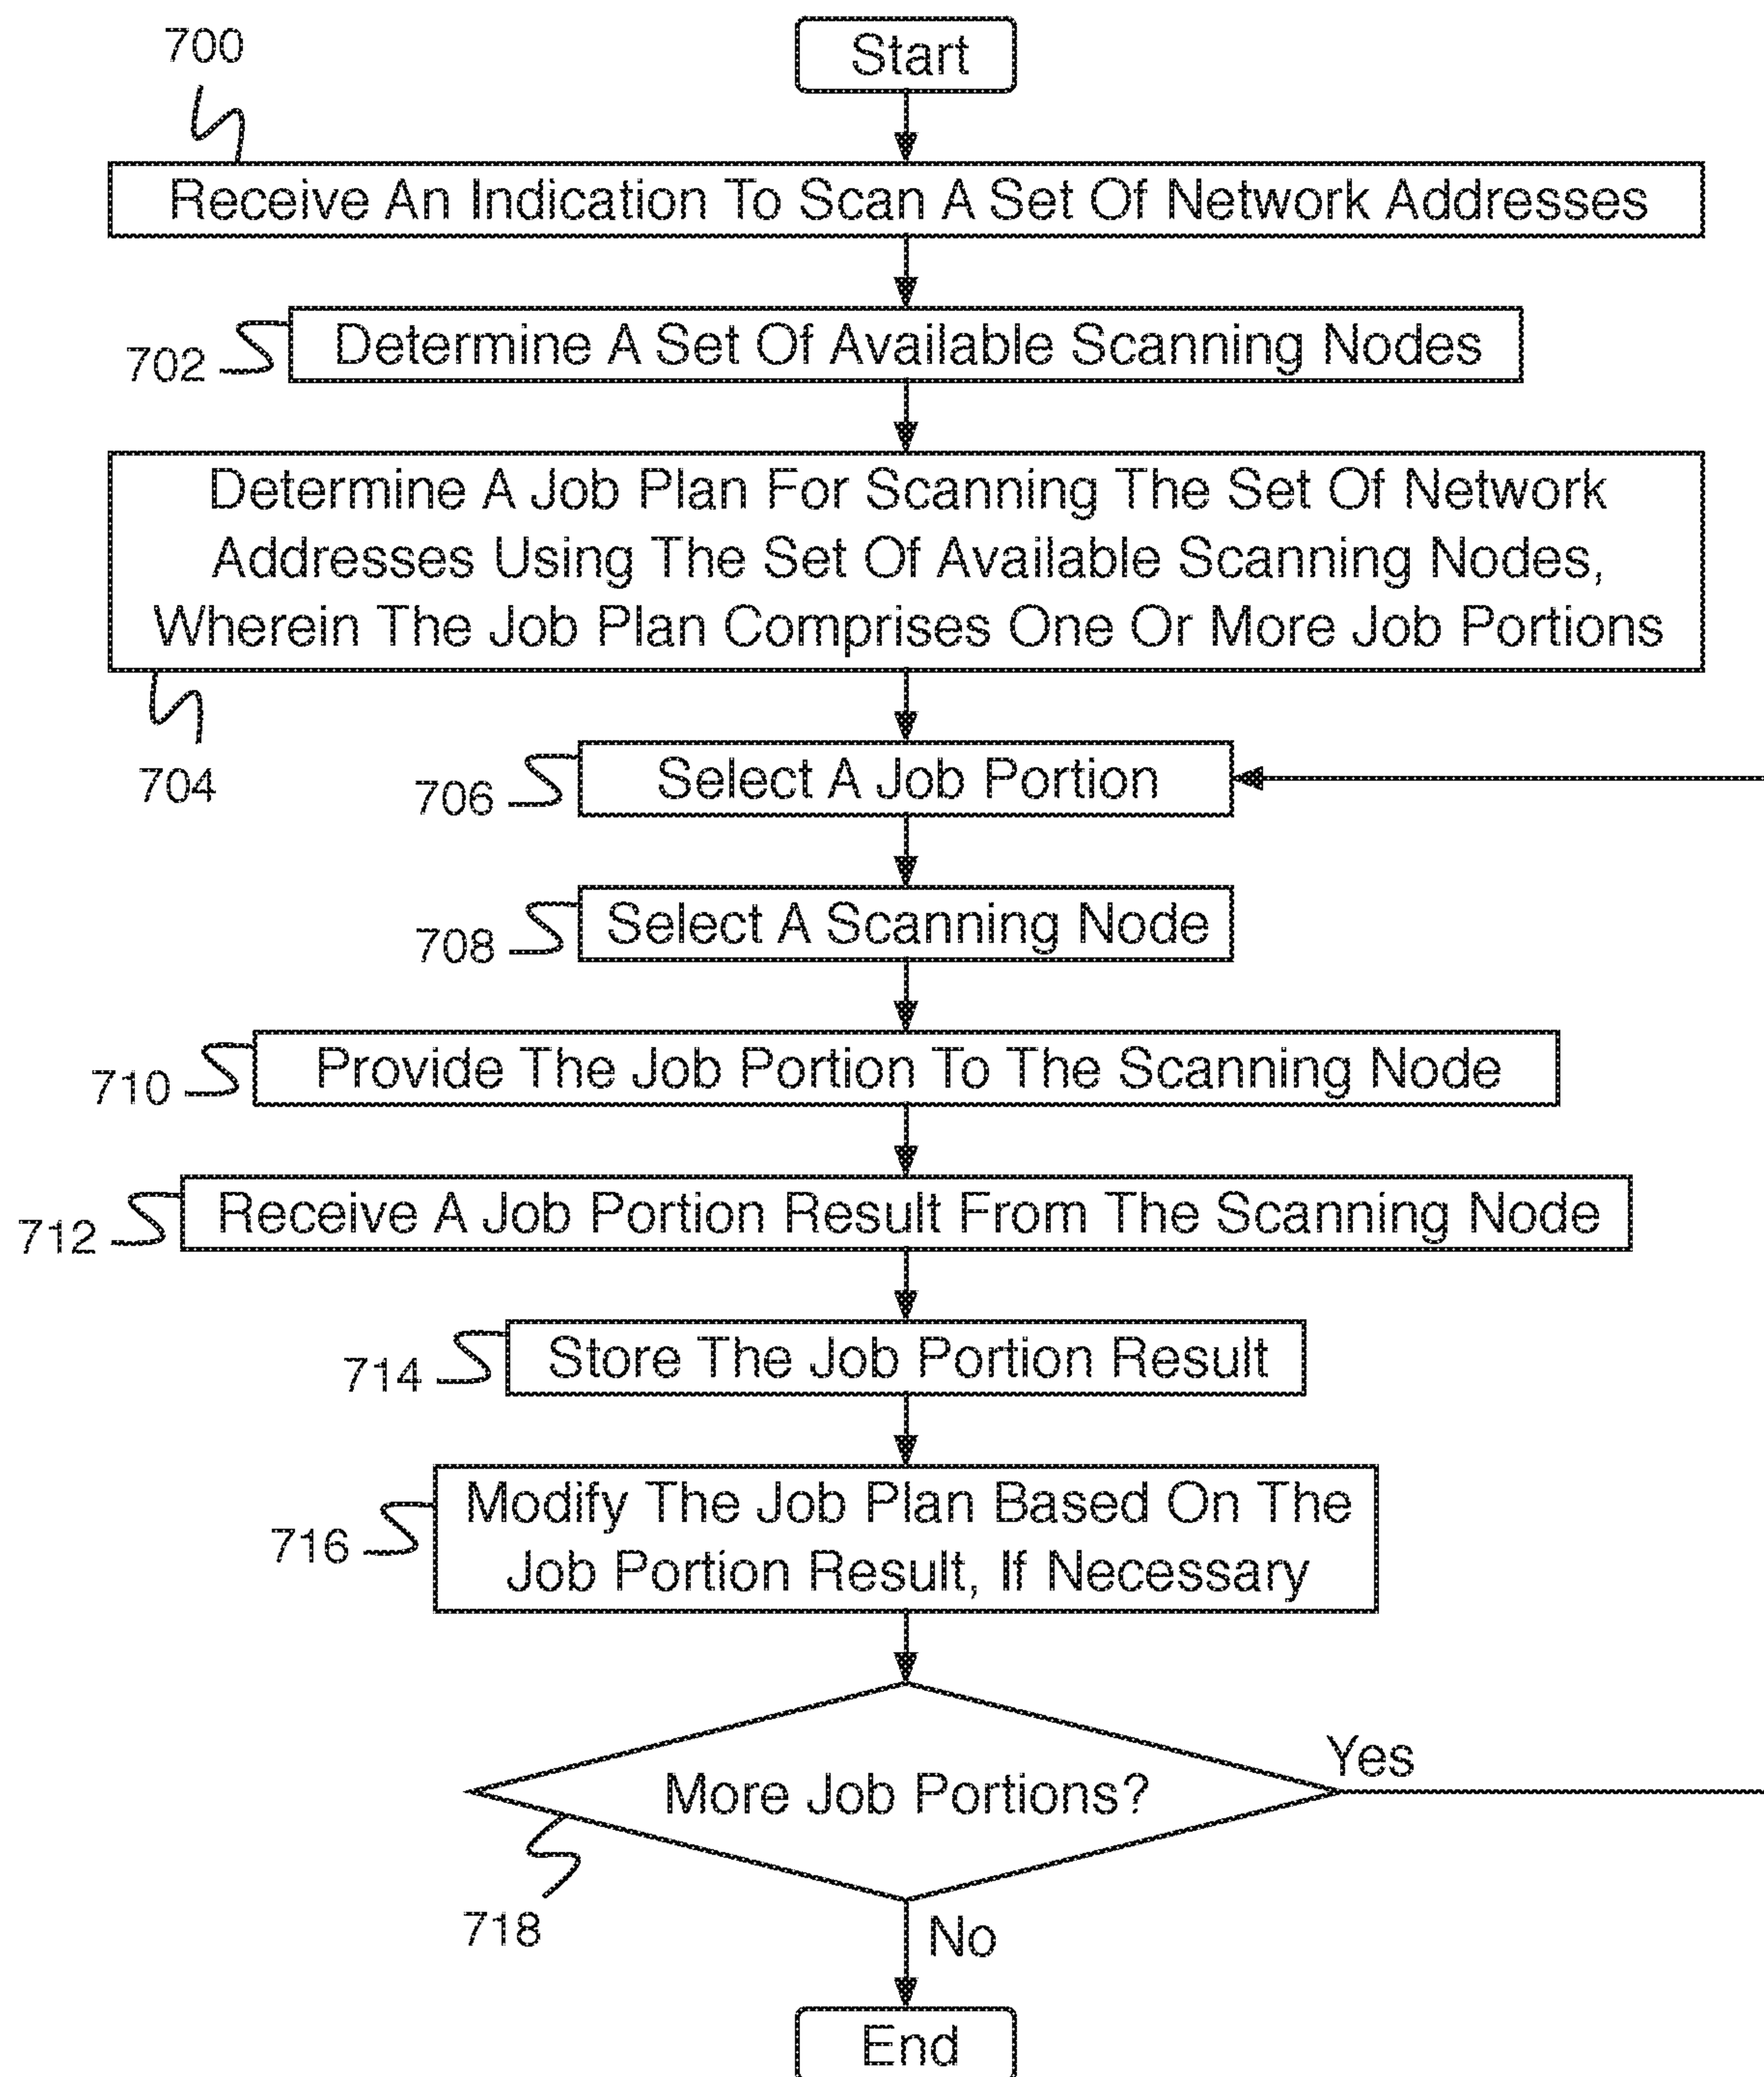 700
Start
Receive An Indication To Scan A Set Of Network Addresses
702
Determine A Set Of Available Scanning Nodes
Determine A Job Plan For Scanning The Set Of Network
Addresses Using The Set Of Available Scanning Nodes,
Wherein The Job Plan Comprises One Or More Job Portions
704
706
Select A Job Portion
708
Select A Scanning Node
710
Provide The Job Portion To The Scanning Node
712
Receive A Job Portion Result From The Scanning Node
714
Store The Job Portion Result
716
Modify The Job Plan Based On The
Job Portion Result, If Necessary
More Job Portions?
Yes
718
No
End